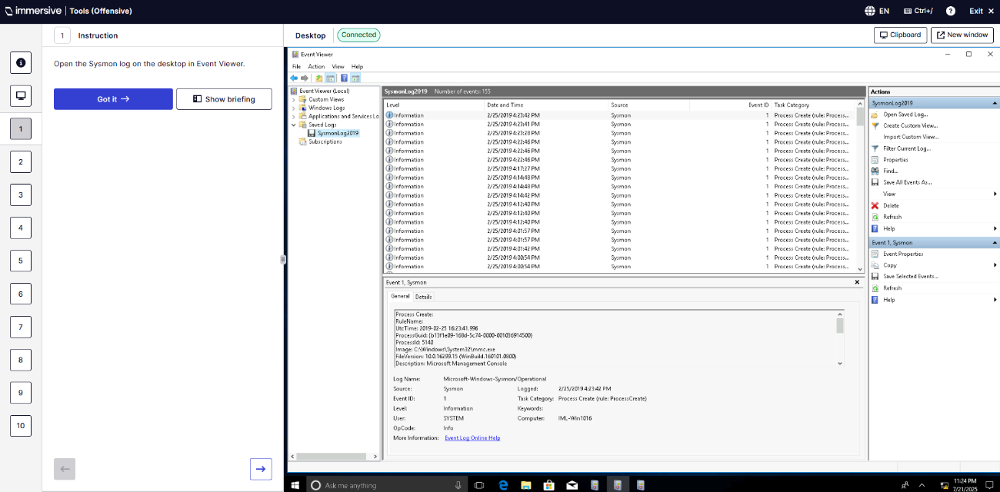 immersive | Tools (Offensive)
EN
Ctrl+/
?
Exit ×
1 Instruction
Open the Sysmon log on the desktop in Event Viewer.
Got it →
Show briefing
1
2
3
4
5
6
7
8
9
10
Desktop
Connected
Clipboard
New window
Event Viewer
File Action View Help
Event Viewer (Local)
Custom Views
Windows Logs
Applications and Services Lo
Saved Logs
SysmonLog2019
Subscriptions
SysmonLog2019 Number of events: 155
Level Date and Time Source Event ID Task Category
Information 2/25/2019 4:23:42 PM Sysmon 1 Process Create (rule: Process...
Information 2/25/2019 4:23:41 PM Sysmon 1 Process Create (rule: Process...
Information 2/25/2019 4:23:28 PM Sysmon 1 Process Create (rule: Process...
Information 2/25/2019 4:22:46 PM Sysmon 1 Process Create (rule: Process...
Information 2/25/2019 4:22:46 PM Sysmon 1 Process Create (rule: Process...
Information 2/25/2019 4:22:46 PM Sysmon 1 Process Create (rule: Process...
Information 2/25/2019 4:17:27 PM Sysmon 1 Process Create (rule: Process...
Information 2/25/2019 4:14:48 PM Sysmon 1 Process Create (rule: Process...
Information 2/25/2019 4:14:48 PM Sysmon 1 Process Create (rule: Process...
Information 2/25/2019 4:14:42 PM Sysmon 1 Process Create (rule: Process...
Information 2/25/2019 4:12:40 PM Sysmon 1 Process Create (rule: Process...
Information 2/25/2019 4:12:40 PM Sysmon 1 Process Create (rule: Process...
Information 2/25/2019 4:12:40 PM Sysmon 1 Process Create (rule: Process...
Information 2/25/2019 4:01:57 PM Sysmon 1 Process Create (rule: Process...
Information 2/25/2019 4:01:57 PM Sysmon 1 Process Create (rule: Process...
Information 2/25/2019 4:01:42 PM Sysmon 1 Process Create (rule: Process...
Information 2/25/2019 4:00:54 PM Sysmon 1 Process Create (rule: Process...
Information 2/25/2019 4:00:54 PM Sysmon 1 Process Create (rule: Process...
Event 1, Sysmon
General Details
Process Create:
RuleName:
UtcTime: 2019-02-25 16:23:41.996
ProcessGuid: {b13f1e09-168d-5c74-0000-001036914500}
ProcessId: 5140
Image: C:\Windows\System32\mmc.exe
FileVersion: 10.0.16299.15 (WinBuild.160101.0800)
Description: Microsoft Management Console
Log Name: Microsoft-Windows-Sysmon/Operational
Source: Sysmon Logged: 2/25/2019 4:23:42 PM
Event ID: 1 Task Category: Process Create (rule: ProcessCreate)
Level: Information Keywords:
User: SYSTEM Computer: IML-Win1016
OpCode: Info
More Information: Event Log Online Help
Actions
SysmonLog2019
Open Saved Log...
Create Custom View...
Import Custom View...
Filter Current Log...
Properties
Find...
Save All Events As...
View
Delete
Refresh
Help
Event 1, Sysmon
Event Properties
Copy
Save Selected Events...
Refresh
Help
Ask me anything
11:24 PM
7/21/2025